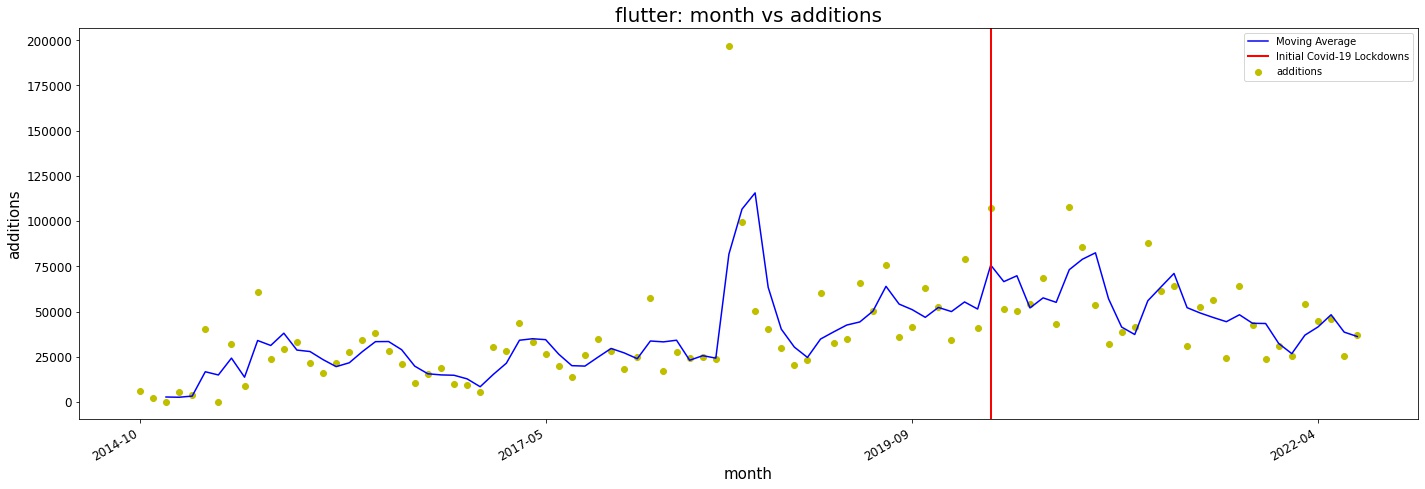 flutter: month vs additions
200000
175000
150000
125000
100000
75000
50000
25000
0
additions
Moving Average
Initial Covid-19 Lockdowns
additions
2014-10
2017-05
2019-09
2022-04
month